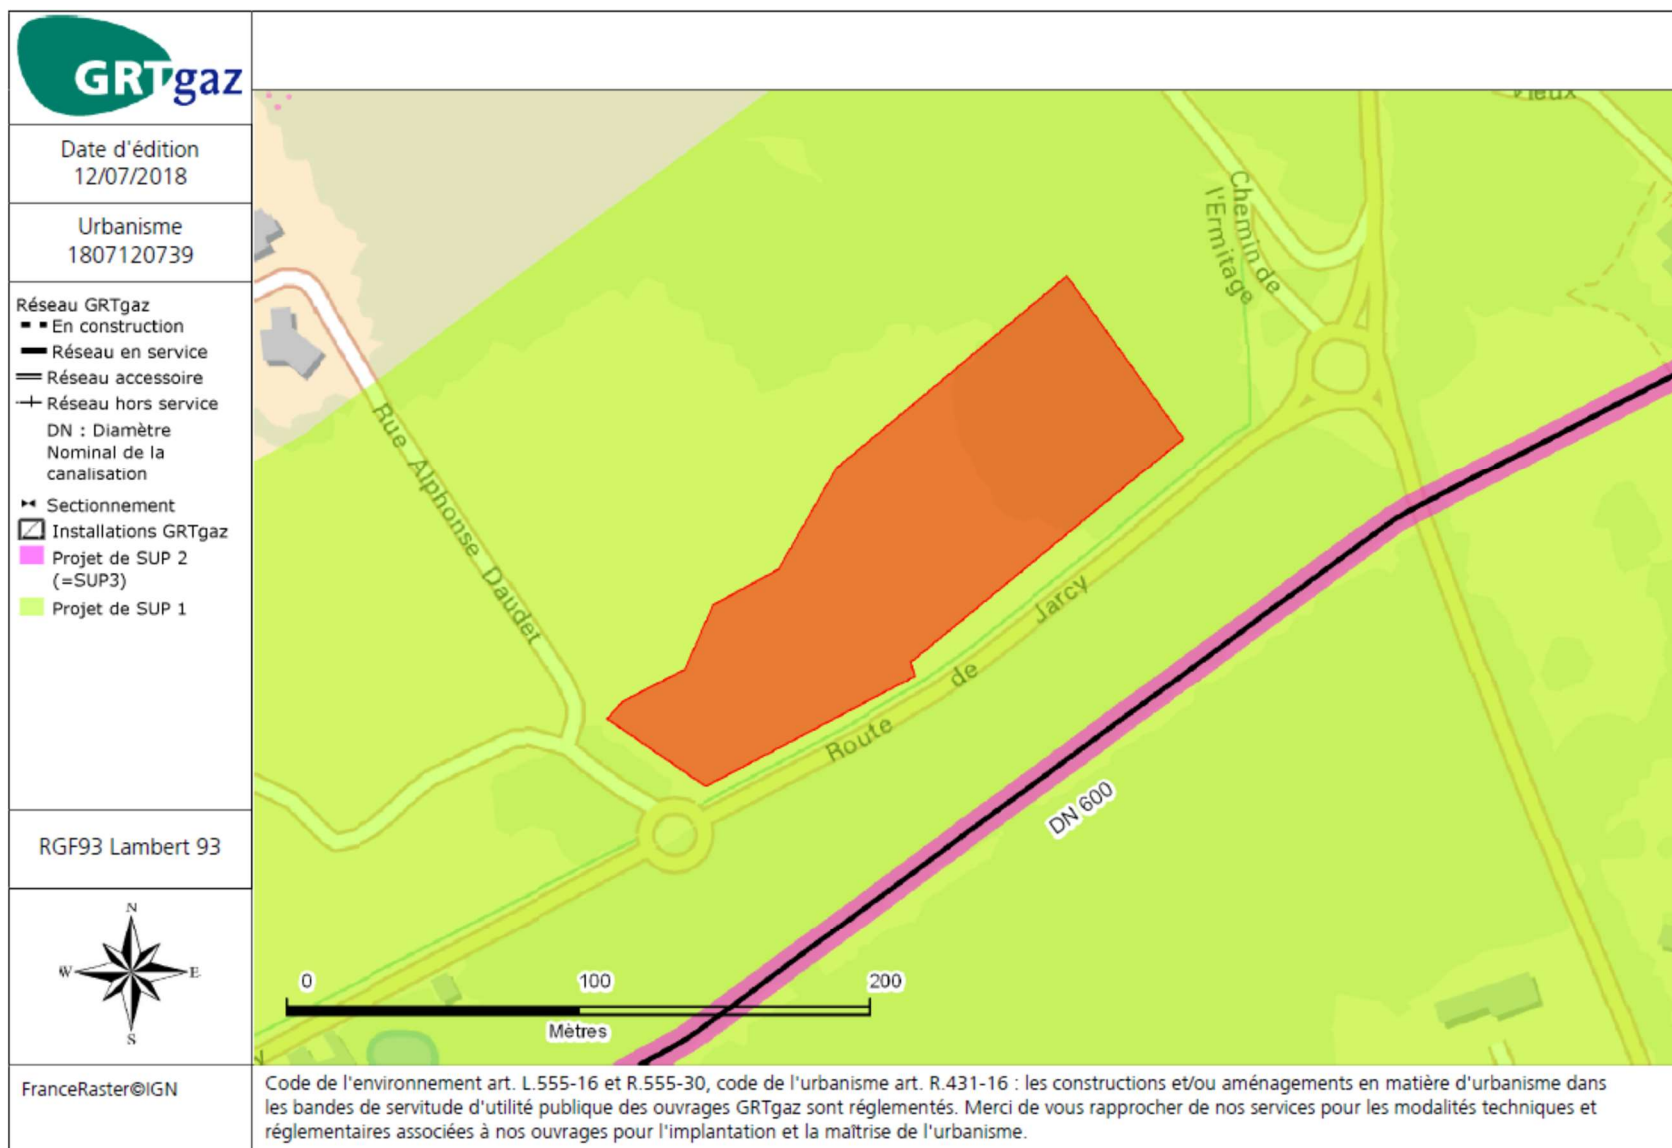 GRTgaz
Date d'édition
12/07/2018
Urbanisme
1807120739
Réseau GRTgaz
En construction
Réseau en service
Réseau accessoire
Réseau hors service
DN : Diamètre
Nominal de la
canalisation
Sectionnement
Installations GRTgaz
Projet de SUP 2
(=SUP3)
Projet de SUP 1
RGF93 Lambert 93
N
W E
S
FranceRaster©IGN
Vieux
Chemin de
l'Ermitage
Rue Alphonse Daudet
Route de Jarcy
DN 600
0 100 200
Mètres
Code de l'environnement art. L.555-16 et R.555-30, code de l'urbanisme art. R.431-16 : les constructions et/ou aménagements en matière d'urbanisme dans
les bandes de servitude d'utilité publique des ouvrages GRTgaz sont réglementés. Merci de vous rapprocher de nos services pour les modalités techniques et
réglementaires associées à nos ouvrages pour l'implantation et la maîtrise de l'urbanisme.